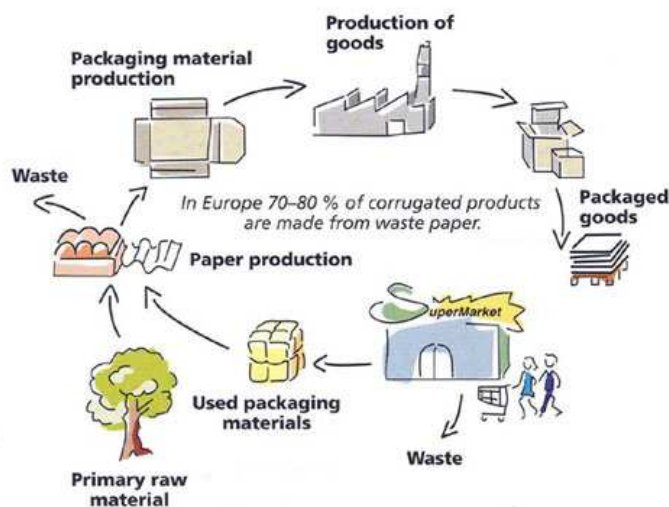 Production of
goods
Packaging material
production
Waste
In Europe 70–80 % of corrugated products
are made from waste paper.
Packaged
goods
Paper production
SuperMarket
Used packaging
materials
Waste
Primary raw
material